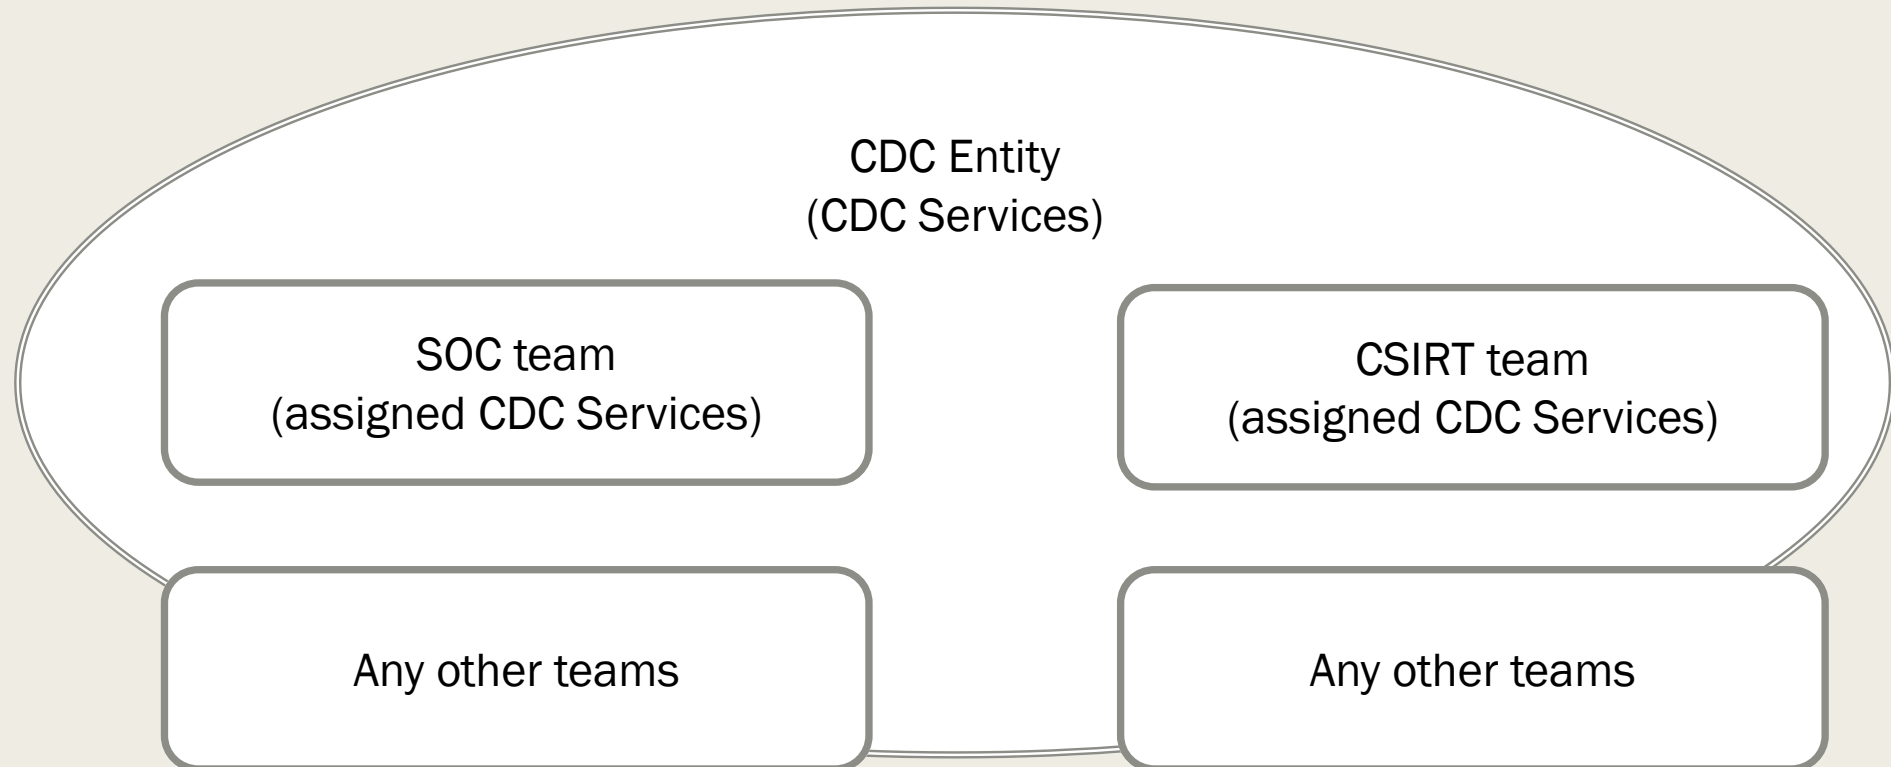 CDC Entity
(CDC Services)
SOC team
(assigned CDC Services)
CSIRT team
(assigned CDC Services)
Any other teams
Any other teams